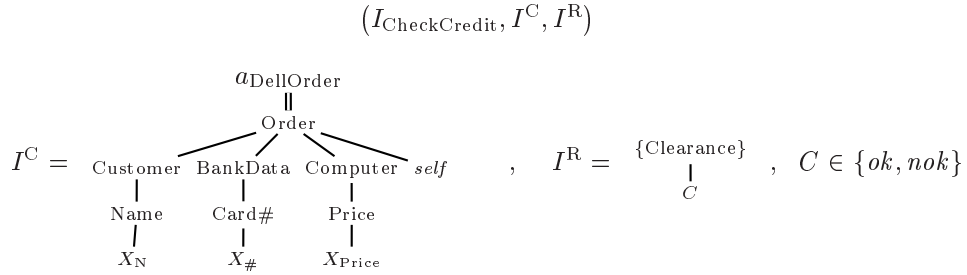 (I_CheckCredit, I^C, I^R)
a_DellOrder
Order
I^C = Customer BankData Computer self , I^R = {Clearance} , C ∈ {ok, nok}
C
Name Card# Price
X_N X_# X_Price